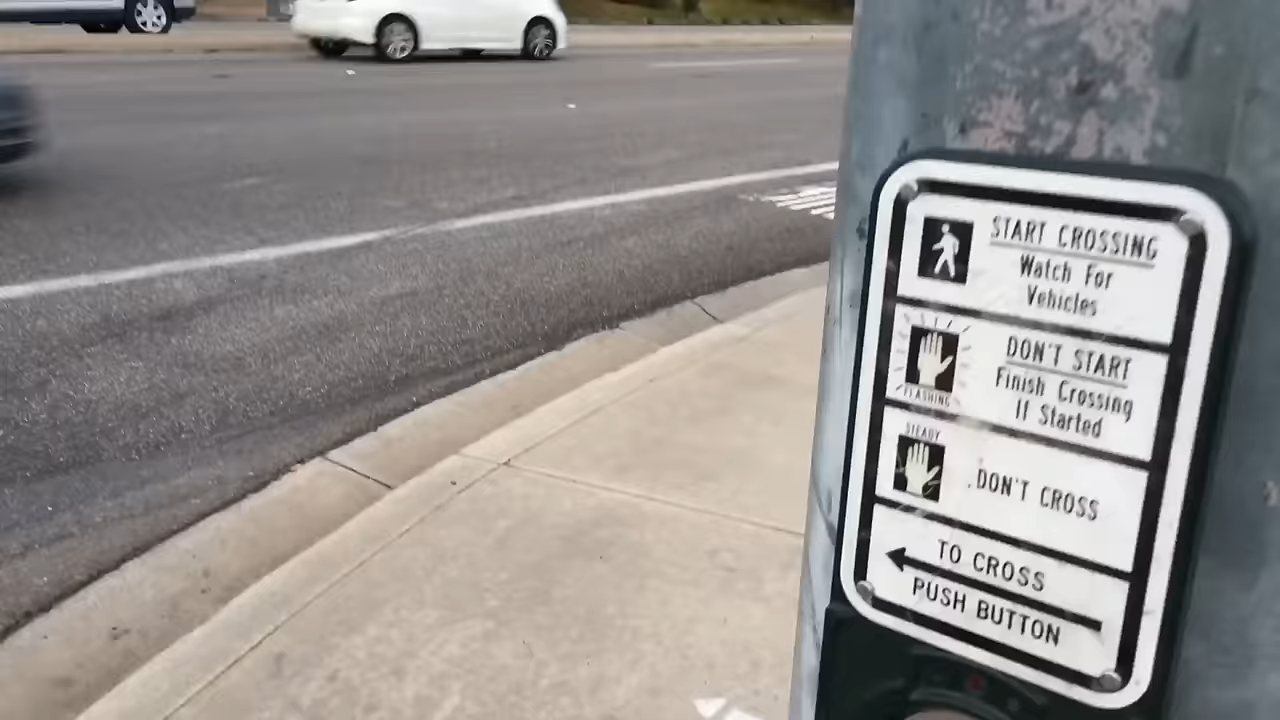 START CROSSING
Watch For
Vehicles
FLASHING
DON'T START
Finish Crossing
If Started
STEADY
DON'T CROSS
TO CROSS
PUSH BUTTON